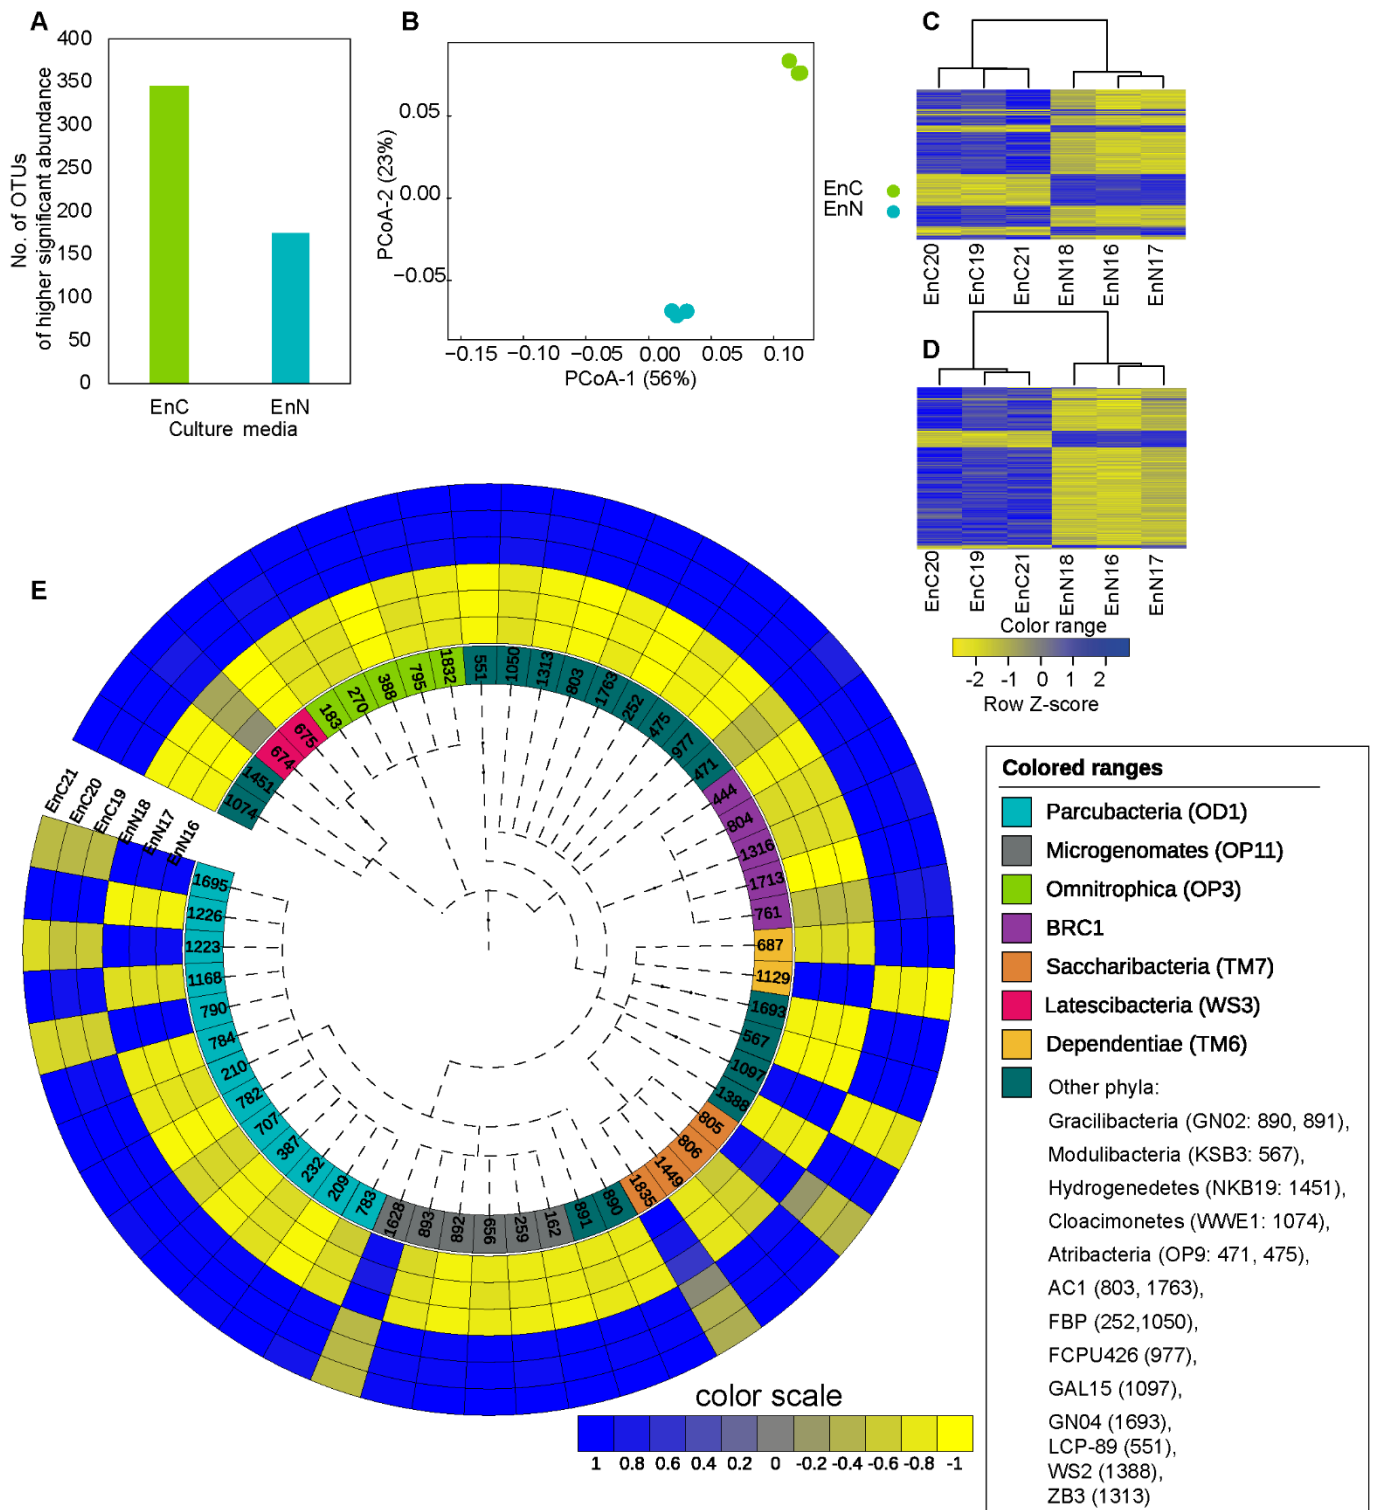 A
400
350
300
250
200
150
100
50
0
No. of OTUs
of higher significant abundance
EnC
EnN
Culture media
B
0.05
0.00
−0.05
PCoA-2 (23%)
−0.15
−0.10
−0.05
0.00
0.05
0.10
PCoA-1 (56%)
EnC
EnN
C
EnC20
EnC19
EnC21
EnN18
EnN16
EnN17
D
EnC20
EnC19
EnC21
EnN18
EnN16
EnN17
Color range
-2 -1 0 1 2
Row Z-score
E
EnC21
EnC20
EnC19
EnN18
EnN17
EnN16
1074
1451
674
675
183
270
388
795
1832
551
1050
1313
803
1763
252
475
977
471
444
804
1316
1713
761
687
1129
1693
567
1097
1388
805
806
1449
1835
890
891
162
259
656
892
893
1628
783
209
232
387
707
782
210
784
790
1168
1223
1226
1695
color scale
1 0.8 0.6 0.4 0.2 0 -0.2 -0.4 -0.6 -0.8 -1
Colored ranges
Parcubacteria (OD1)
Microgenomates (OP11)
Omnitrophica (OP3)
BRC1
Saccharibacteria (TM7)
Latescibacteria (WS3)
Dependentiae (TM6)
Other phyla:
Gracilibacteria (GN02: 890, 891),
Modulibacteria (KSB3: 567),
Hydrogenedetes (NKB19: 1451),
Cloacimonetes (WWE1: 1074),
Atribacteria (OP9: 471, 475),
AC1 (803, 1763),
FBP (252,1050),
FCPU426 (977),
GAL15 (1097),
GN04 (1693),
LCP-89 (551),
WS2 (1388),
ZB3 (1313)